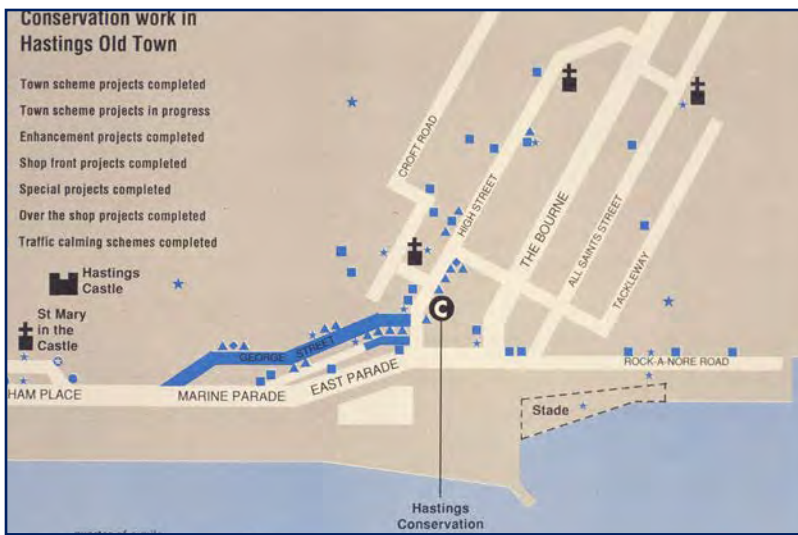 Conservation work in
Hastings Old Town
Town scheme projects completed
Town scheme projects in progress
Enhancement projects completed
Shop front projects completed
Special projects completed
Over the shop projects completed
Traffic calming schemes completed
Hastings
Castle
St Mary
in the
Castle
CROFT ROAD
HIGH STREET
THE BOURNE
ALL SAINTS STREET
TACKLEWAY
C
GEORGE STREET
ROCK-A-NORE ROAD
HAM PLACE
MARINE PARADE
EAST PARADE
Stade
Hastings
Conservation